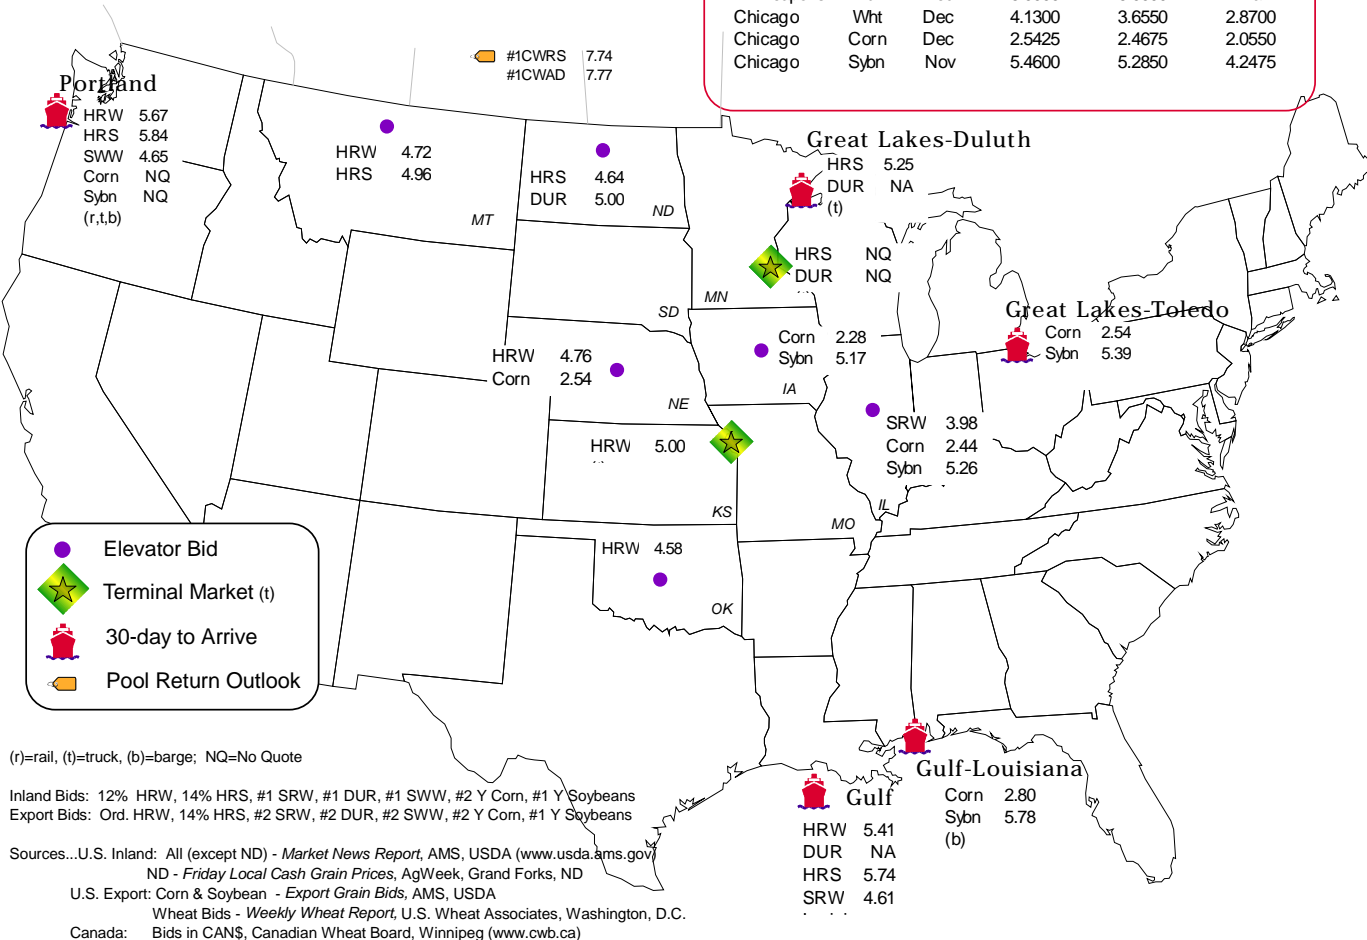 Chicago Wht Dec 4.1300 3.6550 2.8700
Chicago Corn Dec 2.5425 2.4675 2.0550
Chicago Sybn Nov 5.4600 5.2850 4.2475
#1CWRS 7.74
#1CWAD 7.77
Portland
HRW 5.67
HRS 5.84
SWW 4.65
Corn NQ
Sybn NQ
(r,t,b)
HRW 4.72
HRS 4.96
MT
HRS 4.64
DUR 5.00
ND
Great Lakes-Duluth
HRS 5.25
DUR NA
(t)
HRS NQ
DUR NQ
MN
SD
Great Lakes-Toledo
Corn 2.54
Sybn 5.39
HRW 4.76
Corn 2.54
NE
Corn 2.28
Sybn 5.17
IA
SRW 3.98
Corn 2.44
Sybn 5.26
IL
HRW 5.00
KS
MO
HRW 4.58
OK
Elevator Bid
Terminal Market (t)
30-day to Arrive
Pool Return Outlook
Gulf-Louisiana
Corn 2.80
Sybn 5.78
(b)
Gulf
HRW 5.41
DUR NA
HRS 5.74
SRW 4.61
(r)=rail, (t)=truck, (b)=barge; NQ=No Quote
Inland Bids: 12% HRW, 14% HRS, #1 SRW, #1 DUR, #1 SWW, #2 Y Corn, #1 Y Soybeans
Export Bids: Ord. HRW, 14% HRS, #2 SRW, #2 DUR, #2 SWW, #2 Y Corn, #1 Y Soybeans
Sources...U.S. Inland: All (except ND) - Market News Report, AMS, USDA (www.usda.ams.gov)
ND - Friday Local Cash Grain Prices, AgWeek, Grand Forks, ND
U.S. Export: Corn & Soybean - Export Grain Bids, AMS, USDA
Wheat Bids - Weekly Wheat Report, U.S. Wheat Associates, Washington, D.C.
Canada: Bids in CAN$, Canadian Wheat Board, Winnipeg (www.cwb.ca)